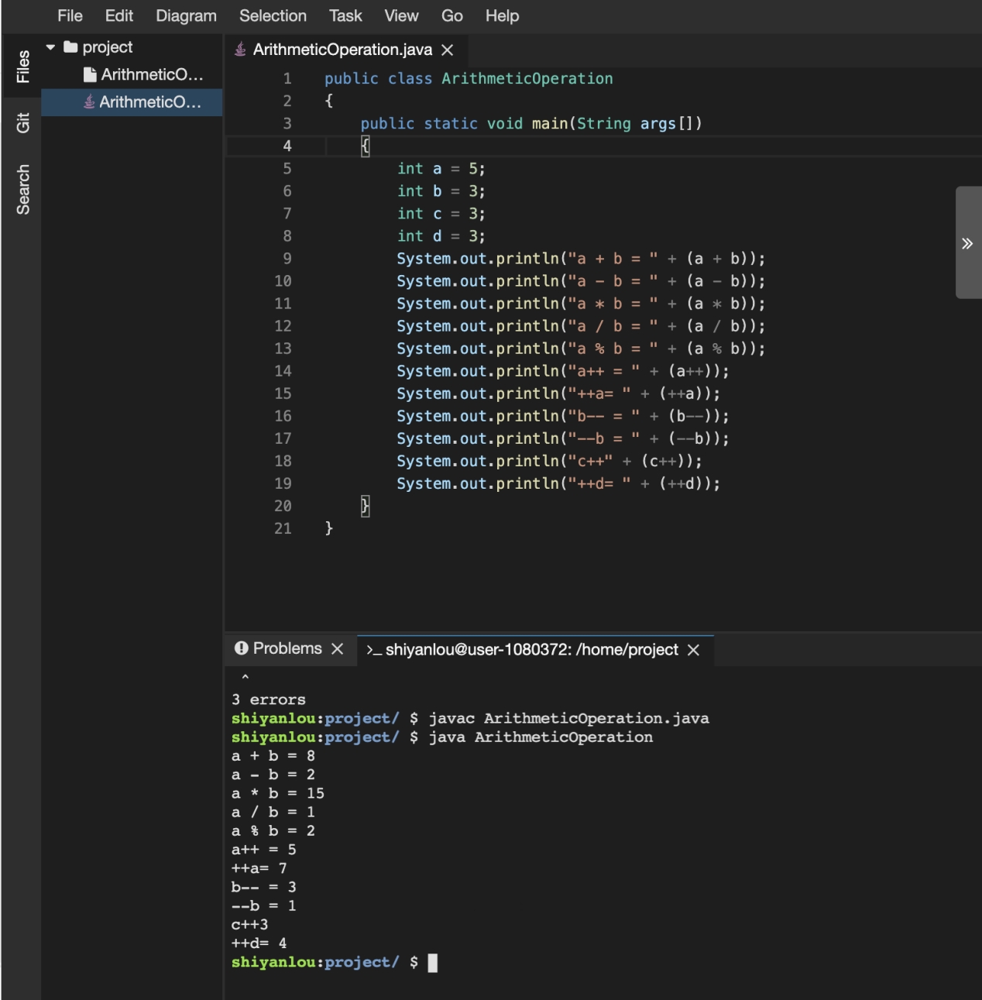 File Edit Diagram Selection Task View Go Help
Files
Git
Search
project
ArithmeticO...
ArithmeticO...
ArithmeticOperation.java
1 public class ArithmeticOperation
2 {
3 public static void main(String args[])
4 {
5 int a = 5;
6 int b = 3;
7 int c = 3;
8 int d = 3;
9 System.out.println("a + b = " + (a + b));
10 System.out.println("a - b = " + (a - b));
11 System.out.println("a * b = " + (a * b));
12 System.out.println("a / b = " + (a / b));
13 System.out.println("a % b = " + (a % b));
14 System.out.println("a++ = " + (a++));
15 System.out.println("++a= " + (++a));
16 System.out.println("b-- = " + (b--));
17 System.out.println("--b = " + (--b));
18 System.out.println("c++" + (c++));
19 System.out.println("++d= " + (++d));
20 }
21 }
Problems
>_ shiyanlou@user-1080372: /home/project
^
3 errors
shiyanlou:project/ $ javac ArithmeticOperation.java
shiyanlou:project/ $ java ArithmeticOperation
a + b = 8
a - b = 2
a * b = 15
a / b = 1
a % b = 2
a++ = 5
++a= 7
b-- = 3
--b = 1
c++3
++d= 4
shiyanlou:project/ $